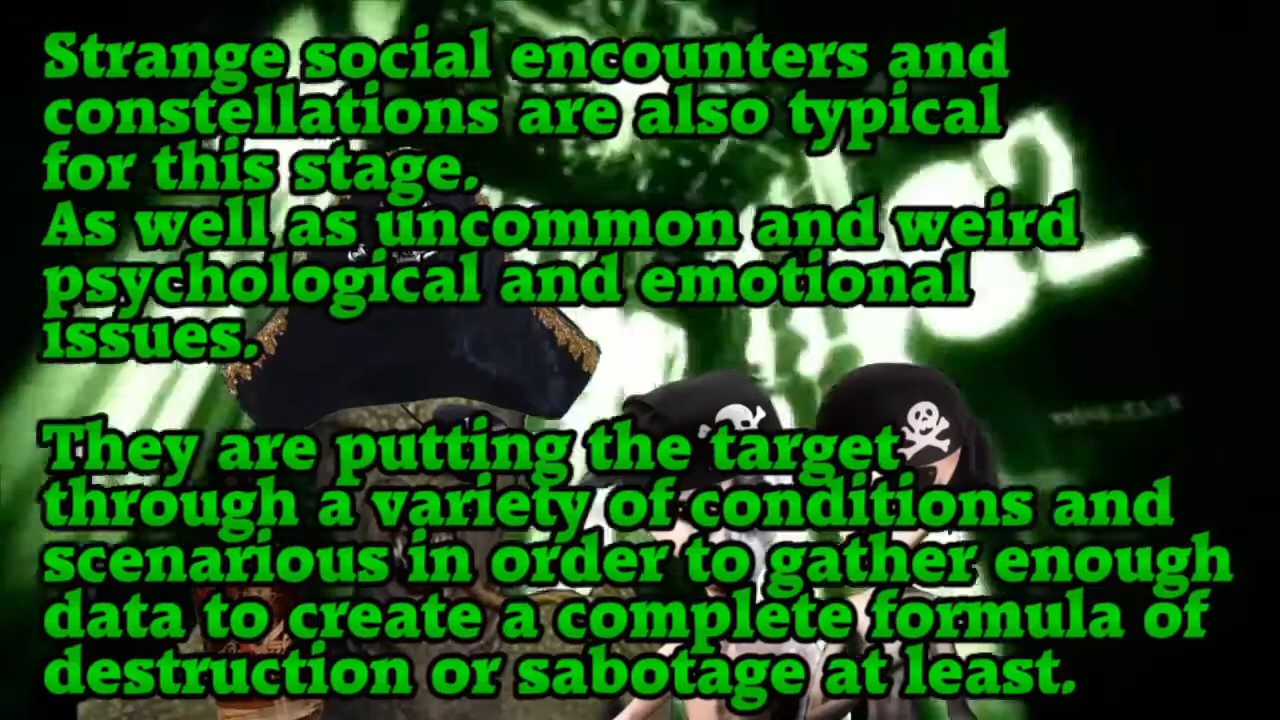 Strange social encounters and
constellations are also typical
for this stage.
As well as uncommon and weird
psychological and emotional
issues.
They are putting the target
through a variety of conditions and
scenarious in order to gather enough
data to create a complete formula of
destruction or sabotage at least.